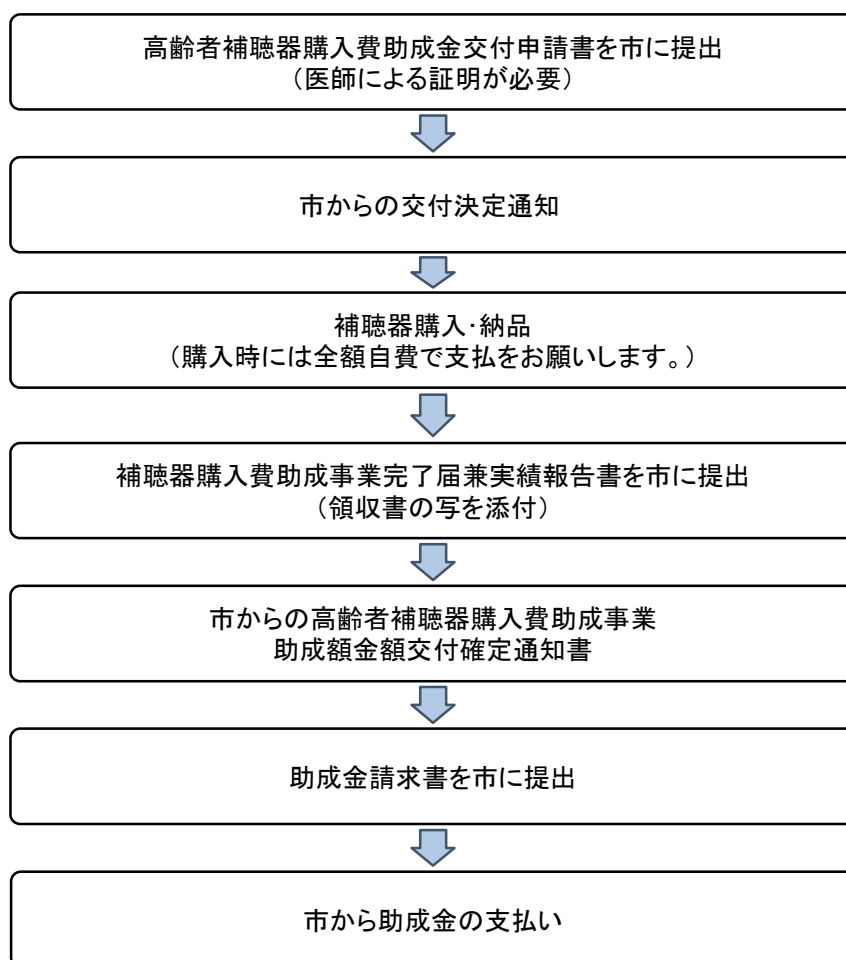 高齢者補聴器購入費助成金交付申請書を市に提出
（医師による証明が必要）
市からの交付決定通知
補聴器購入･納品
（購入時には全額自費で支払をお願いします。）
補聴器購入費助成事業完了届兼実績報告書を市に提出
（領収書の写を添付）
市からの高齢者補聴器購入費助成事業
助成額金額交付確定通知書
助成金請求書を市に提出
市から助成金の支払い